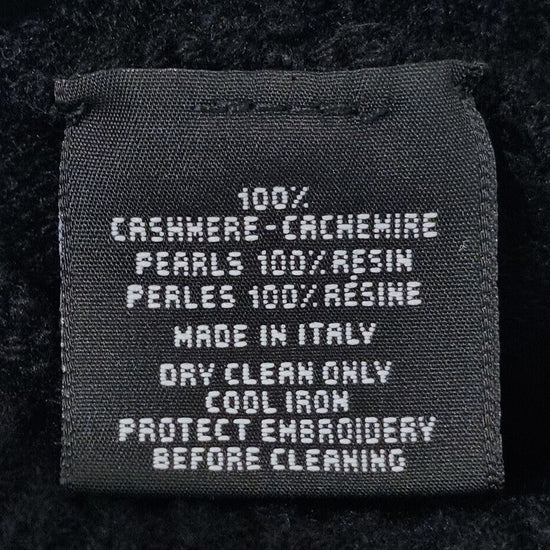 100%
CASHMERE-CACHEMIRE
PEARLS 100% RESIN
PERLES 100% RÉSINE
MADE IN ITALY
DRY CLEAN ONLY
COOL IRON
PROTECT EMBROIDERY
BEFORE CLEANING